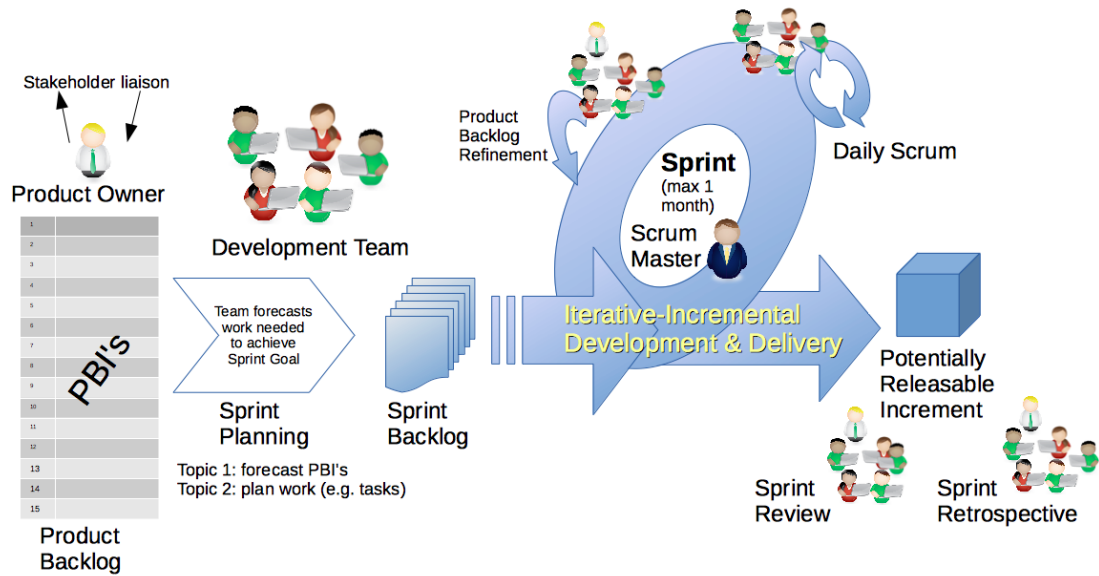 Stakeholder liaison
Product Owner
1
2
3
4
5
6
7
8
9
10
11
12
13
14
15
PBI's
Product
Backlog
Development Team
Team forecasts
work needed
to achieve
Sprint Goal
Sprint
Planning
Topic 1: forecast PBI's
Topic 2: plan work (e.g. tasks)
Sprint
Backlog
Product
Backlog
Refinement
Sprint
(max 1
month)
Scrum
Master
Daily Scrum
Iterative-Incremental
Development & Delivery
Potentially
Releasable
Increment
Sprint
Review
Sprint
Retrospective